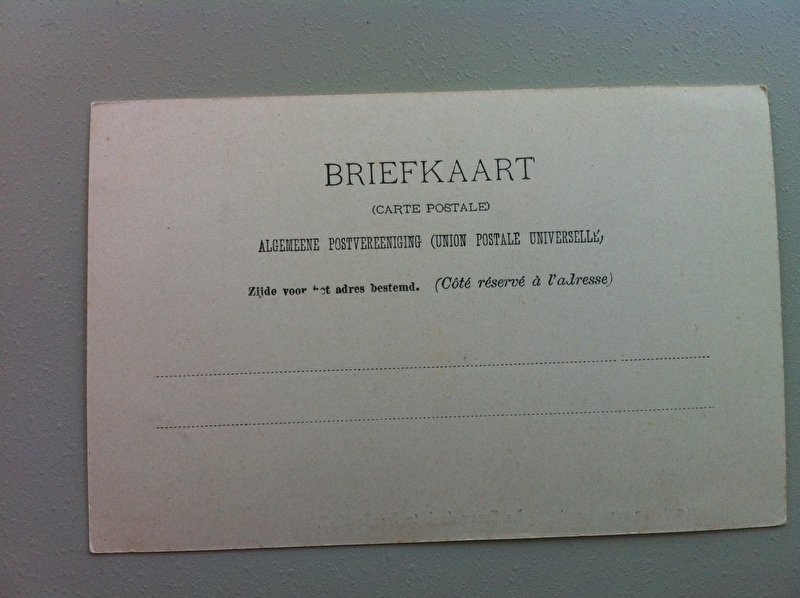 BRIEFKAART
(CARTE POSTALE)
ALGEMEENE POSTVEREENIGING (UNION POSTALE UNIVERSELLE)
Zijde voor het adres bestemd. (Côté réservé à l'adresse)